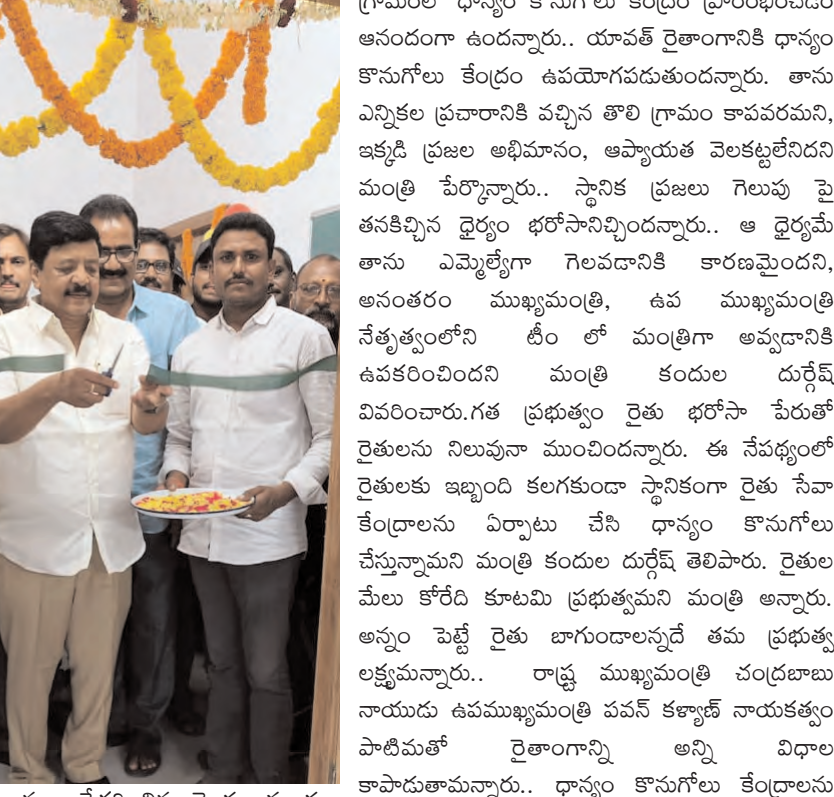 గ్రామంలో ధాన్యం కొనుగోలు కేంద్రం ప్రారంభించడం
ఆనందంగా ఉందన్నారు.. యావత్ రైతాంగానికి ధాన్యం
కొనుగోలు కేంద్రం ఉపయోగపడుతుందన్నారు. తాను
ఎన్నికల ప్రచారానికి వచ్చిన తొలి గ్రామం కాపవరమని,
ఇక్కడి ప్రజల అభిమానం, ఆప్యాయత వెలకట్టలేనిదని
మంత్రి పేర్కొన్నారు.. స్థానిక ప్రజలు గెలుపు పై
తనకిచ్చిన ధైర్యం భరోసానిచ్చిందన్నారు.. ఆ ధైర్యమే
తాను ఎమ్మెల్యేగా గెలవడానికి కారణమైందని,
అనంతరం ముఖ్యమంత్రి, ఉప ముఖ్యమంత్రి
నేతృత్వంలోని టీం లో మంత్రిగా అవ్వడానికి
ఉపకరించిందని మంత్రి కందుల దుర్గేష్
వివరించారు.గత ప్రభుత్వం రైతు భరోసా పేరుతో
రైతులను నిలువునా ముంచిందన్నారు. ఈ నేపథ్యంలో
రైతులకు ఇబ్బంది కలగకుండా స్థానికంగా రైతు సేవా
కేంద్రాలను ఏర్పాటు చేసి ధాన్యం కొనుగోలు
చేస్తున్నామని మంత్రి కందుల దుర్గేష్ తెలిపారు. రైతుల
మేలు కోరేది కూటమి ప్రభుత్వమని మంత్రి అన్నారు.
అన్నం పెట్టే రైతు బాగుండాలన్నదే తమ ప్రభుత్వ
లక్ష్యమన్నారు.. రాష్ట్ర ముఖ్యమంత్రి చంద్రబాబు
నాయుడు ఉపముఖ్యమంత్రి పవన్ కళ్యాణ్ నాయకత్వం
పాటిమతో రైతాంగాన్ని అన్ని విధాల
కాపాడుతామన్నారు.. ధాన్యం కొనుగోలు కేంద్రాలను